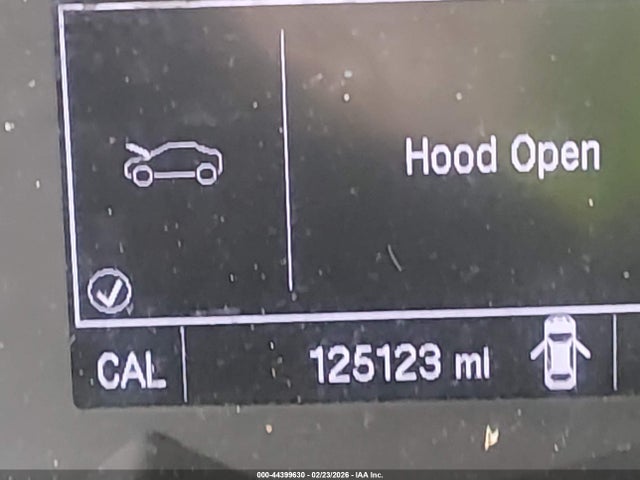 Hood Open
CAL 125123 mi
000-44399630 - 02/23/2026 - IAA Inc.